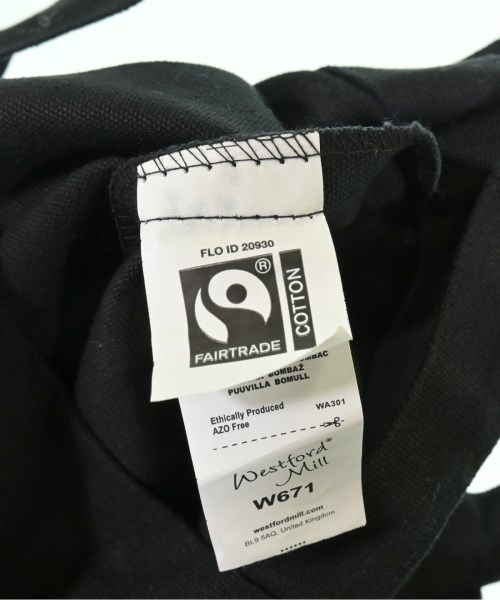 FLO ID 20930
®
FAIRTRADE
COTTON
BOMBAŽ
PUUVILLA BOMULL
Ethically Produced WA301
AZO Free
Westford®
Mill
W671
westfordmill.com
BL9 5AQ, United Kingdom